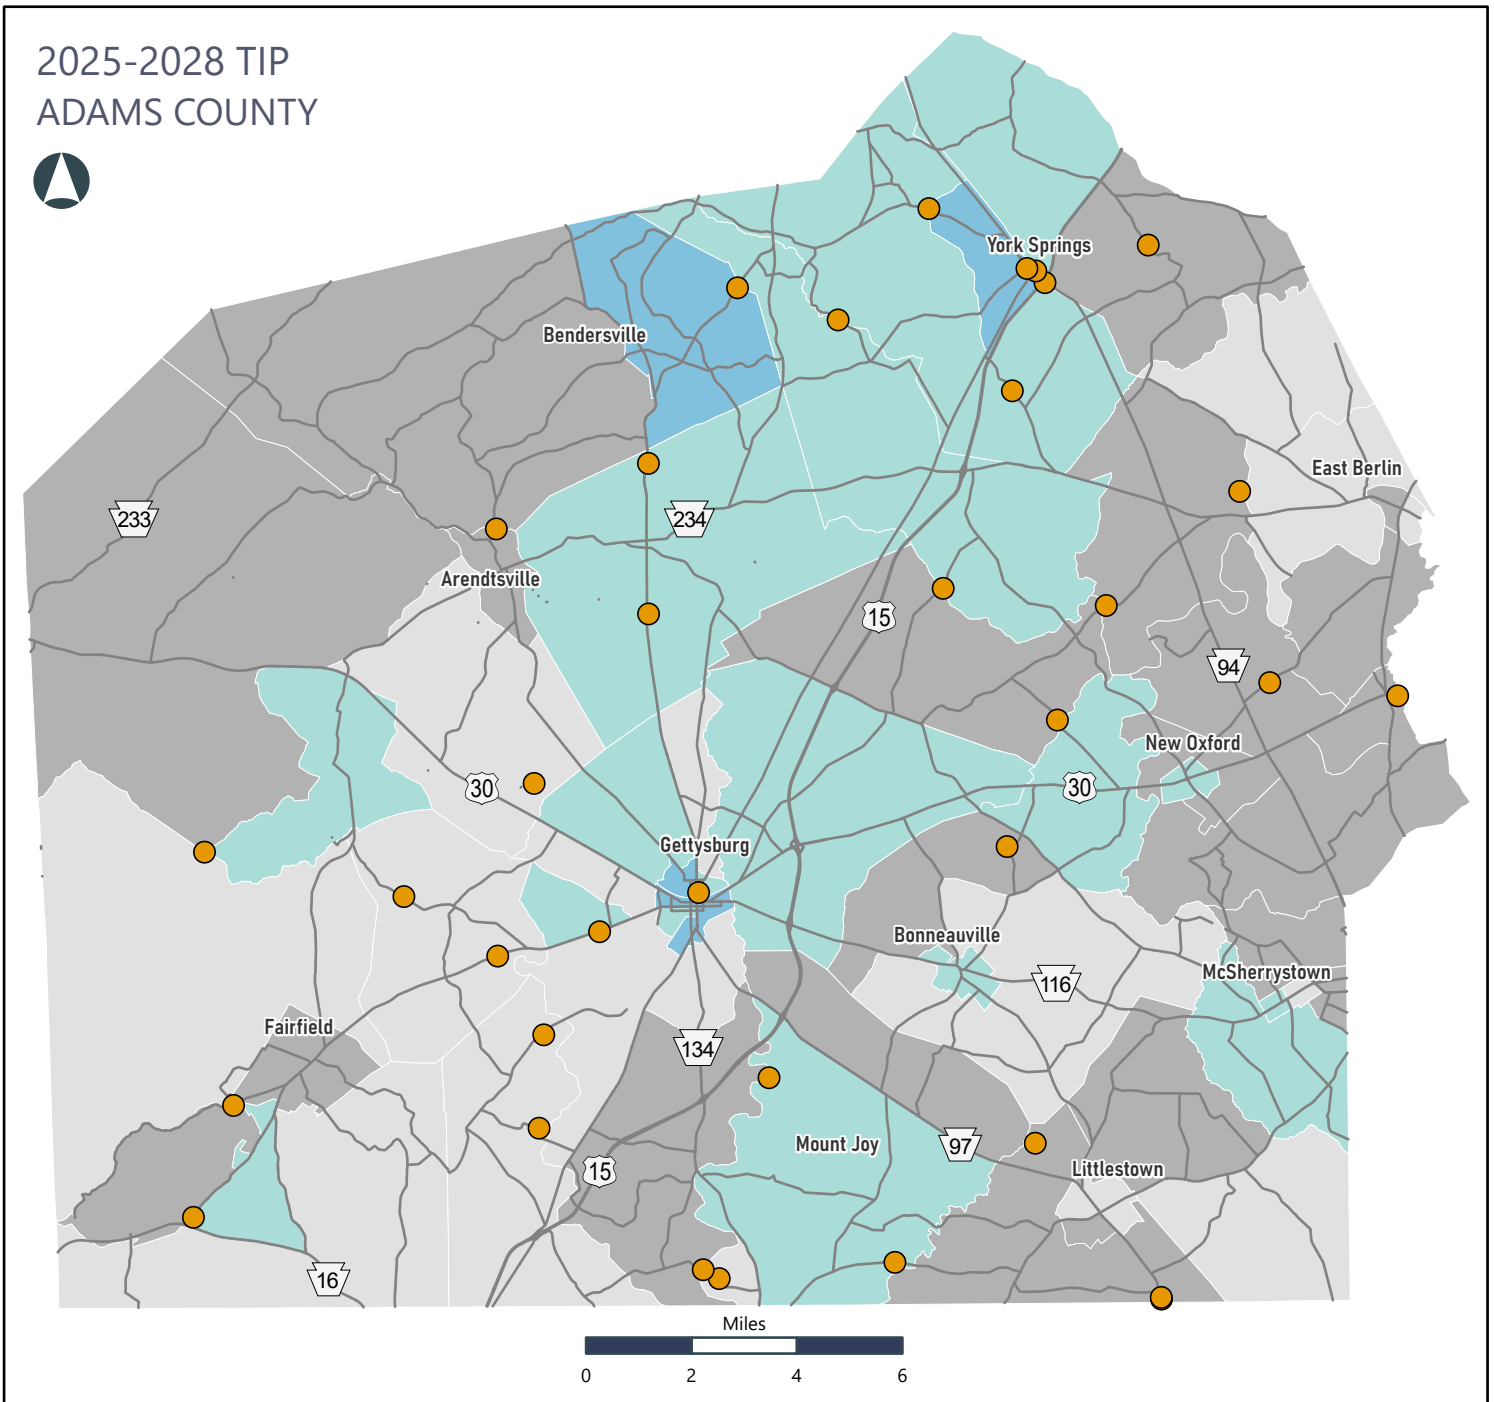 2025-2028 TIP
ADAMS COUNTY
York Springs
Bendersville
East Berlin
233
234
Arendtsville
15
94
New Oxford
30
30
Gettysburg
Bonneauville
McSherrystown
116
Fairfield
134
Mount Joy
97
Littlestown
15
16
Miles
0 2 4 6